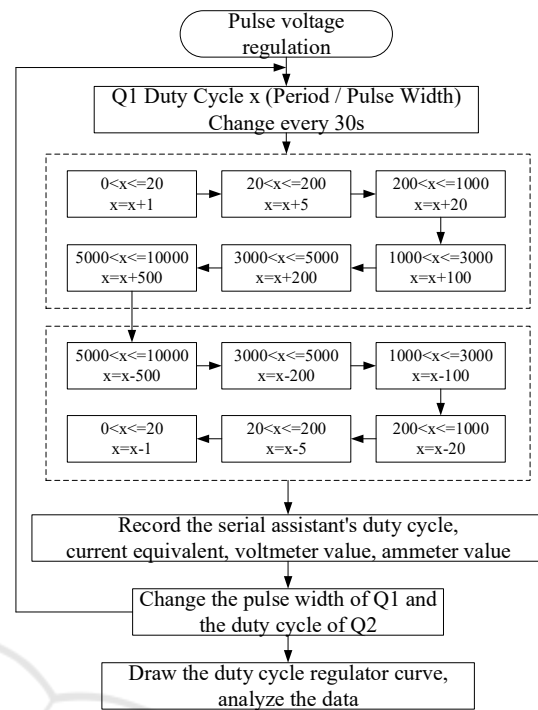 Pulse voltage
regulation
Q1 Duty Cycle x (Period / Pulse Width)
Change every 30s
0<x<=20
x=x+1
20<x<=200
x=x+5
200<x<=1000
x=x+20
5000<x<=10000
x=x+500
3000<x<=5000
x=x+200
1000<x<=3000
x=x+100
5000<x<=10000
x=x-500
3000<x<=5000
x=x-200
1000<x<=3000
x=x-100
0<x<=20
x=x-1
20<x<=200
x=x-5
200<x<=1000
x=x-20
Record the serial assistant's duty cycle,
current equivalent, voltmeter value, ammeter value
Change the pulse width of Q1 and
the duty cycle of Q2
Draw the duty cycle regulator curve,
analyze the data